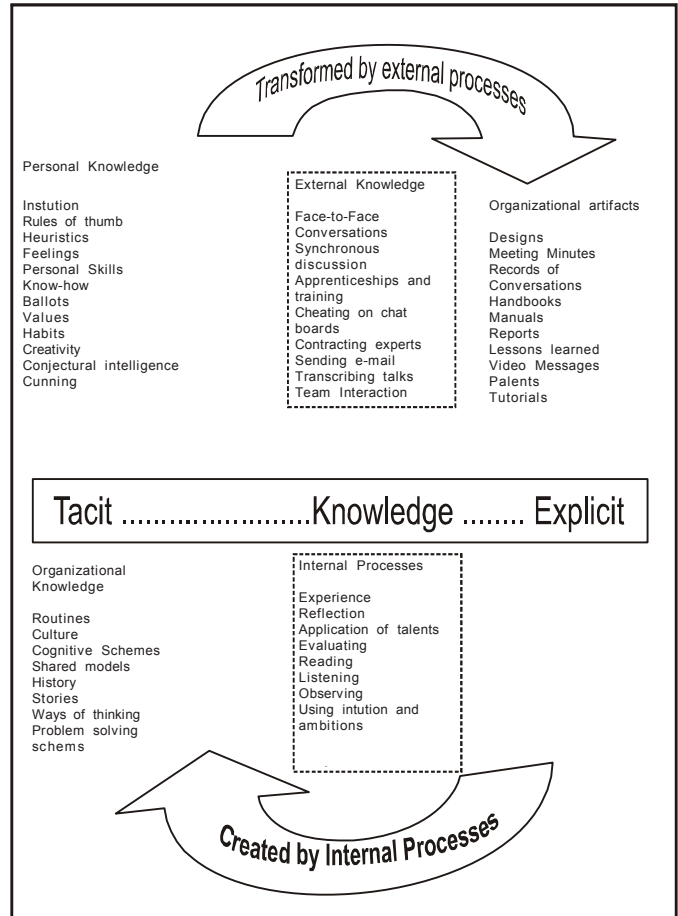 Transformed by external processes
Personal Knowledge
Instution
Rules of thumb
Heuristics
Feelings
Personal Skills
Know-how
Ballots
Values
Habits
Creativity
Conjectural intelligence
Cunning
External Knowledge
Face-to-Face
Conversations
Synchronous
discussion
Apprenticeships and
training
Cheating on chat
boards
Contracting experts
Sending e-mail
Transcribing talks
Team Interaction
Organizational artifacts
Designs
Meeting Minutes
Records of
Conversations
Handbooks
Manuals
Reports
Lessons learned
Video Messages
Palents
Tutorials
Tacit .......................Knowledge ........ Explicit
Organizational
Knowledge
Routines
Culture
Cognitive Schemes
Shared models
History
Stories
Ways of thinking
Problem solving
schems
Internal Processes
Experience
Reflection
Application of talents
Evaluating
Reading
Listening
Observing
Using intution and
ambitions
Created by Internal Processes